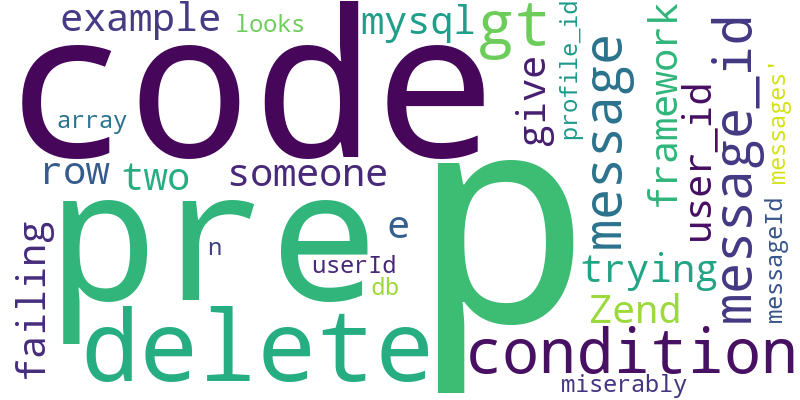 example
looks
mysql
gt
code
array
row
two
someone
pre
p
n
e
userId
db
delete
failing
give
profile_id
message
framework
user_id
message_id
messages'
messageId
trying
Zend
condition
miserably